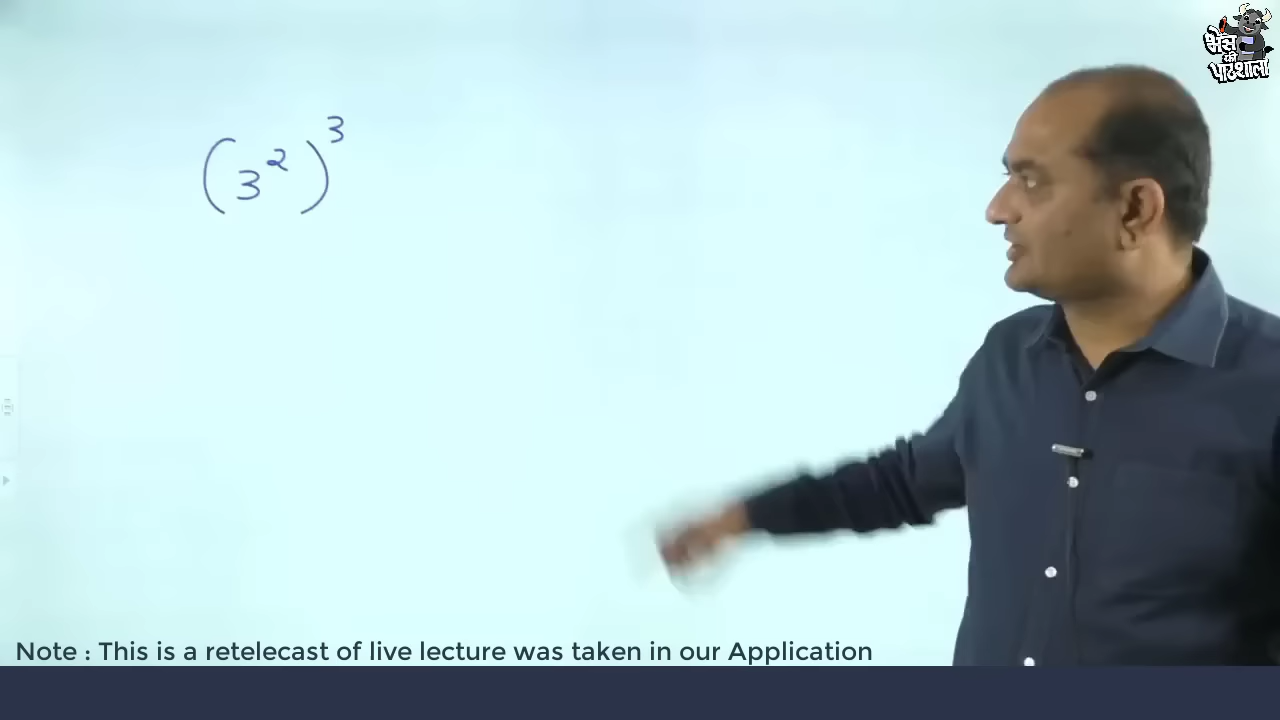 भैंस
की
पाठशाला
(3²)³
Note : This is a retelecast of live lecture was taken in our Application